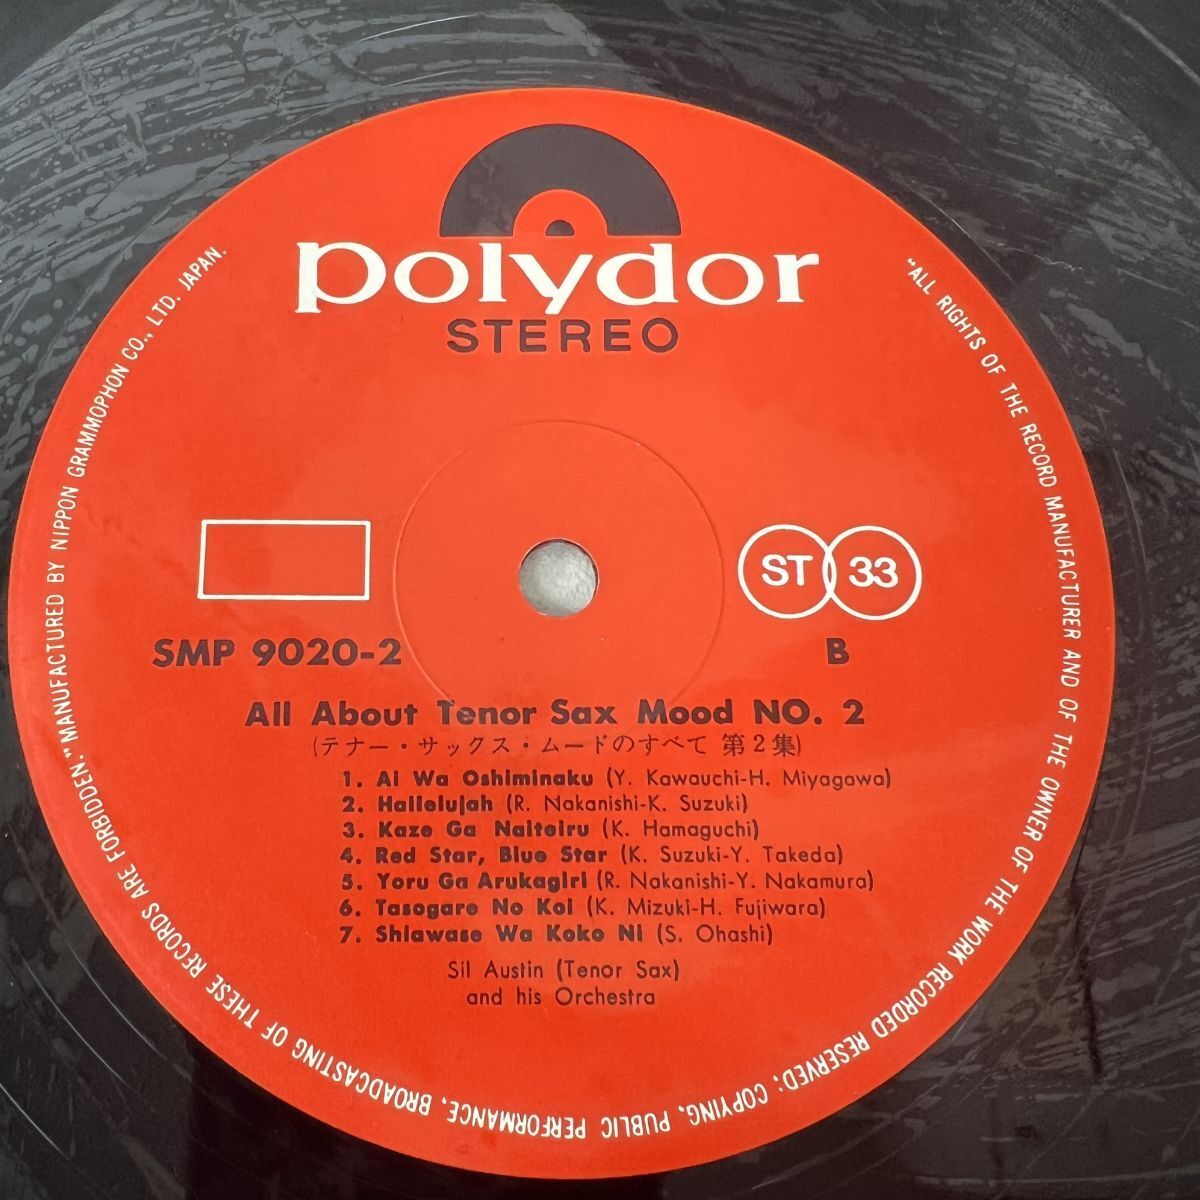 polydor
STEREO
"ALL RIGHTS OF THE RECORD MANUFACTURER AND OF THE OWNER OF THE WORK RECORDED RESERVED; COPYING, PUBLIC PERFORMANCE, BROADCASTING OF THESE RECORDS ARE FORBIDDEN." MANUFACTURED BY NIPPON GRAMMOPHON CO., LTD. JAPAN.
ST 33
SMP 9020-2
B
All About Tenor Sax Mood NO. 2
(テナー・サックス・ムードのすべて 第2集)
1. Ai Wa Oshiminaku (Y. Kawauchi-H. Miyagawa)
2. Hallelujah (R. Nakanishi-K. Suzuki)
3. Kaze Ga Naiteiru (K. Hamaguchi)
4. Red Star, Blue Star (K. Suzuki-Y. Takeda)
5. Yoru Ga Arukagiri (R. Nakanishi-Y. Nakamura)
6. Tasogare No Koi (K. Mizuki-H. Fujiwara)
7. Shiawase Wa Koko Ni (S. Ohashi)
Sil Austin (Tenor Sax)
and his Orchestra